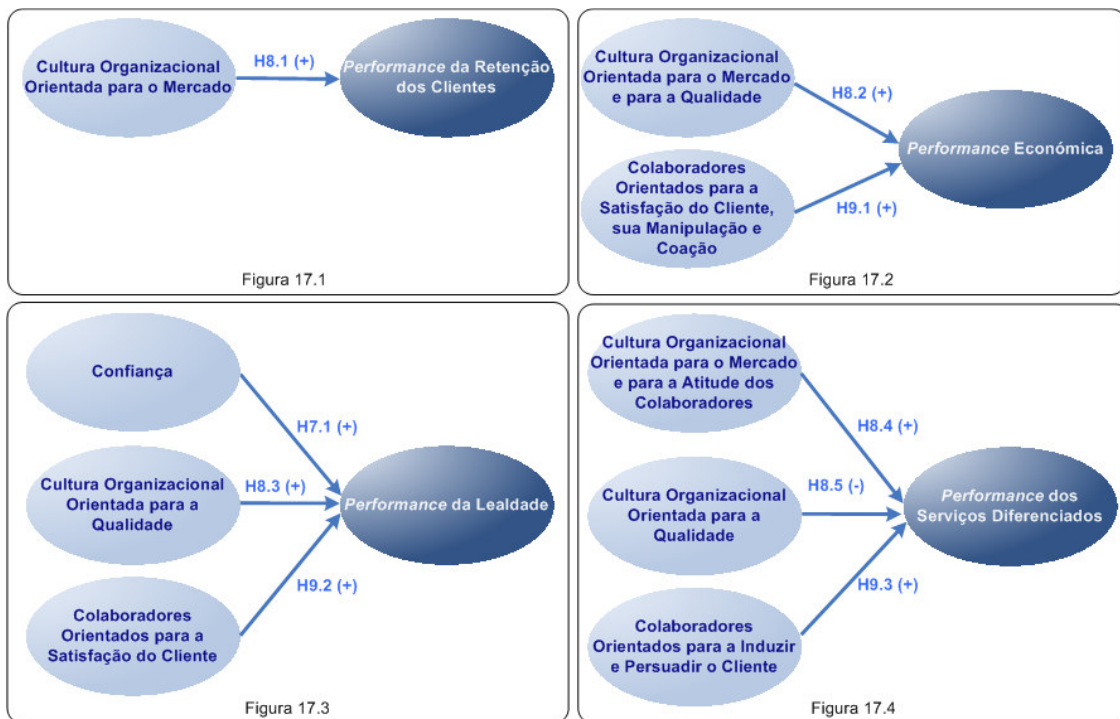 Cultura Organizacional
Orientada para o Mercado
H8.1 (+)
Performance da Retenção
dos Clientes
Figura 17.1
Cultura Organizacional
Orientada para o Mercado
e para a Qualidade
H8.2 (+)
Performance Económica
Colaboradores
Orientados para a
Satisfação do Cliente,
sua Manipulação e
Coação
H9.1 (+)
Figura 17.2
Confiança
H7.1 (+)
Cultura Organizacional
Orientada para a
Qualidade
H8.3 (+)
Performance da Lealdade
Colaboradores
Orientados para a
Satisfação do Cliente
H9.2 (+)
Figura 17.3
Cultura Organizacional
Orientada para o Mercado
e para a Atitude dos
Colaboradores
H8.4 (+)
Cultura Organizacional
Orientada para a
Qualidade
H8.5 (-)
Performance dos
Serviços Diferenciados
Colaboradores
Orientados para a Induzir
e Persuadir o Cliente
H9.3 (+)
Figura 17.4